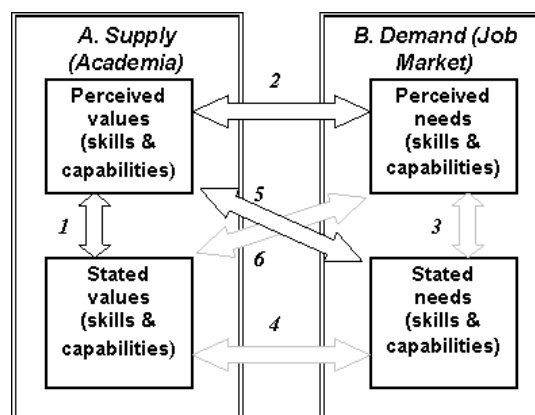 A. Supply
(Academia)
B. Demand (Job
Market)
2
Perceived
values
(skills &
capabilities)
Perceived
needs
(skills &
capabilities)
1
5
6
3
Stated
values
(skills &
capabilities)
4
Stated
needs
(skills &
capabilities)